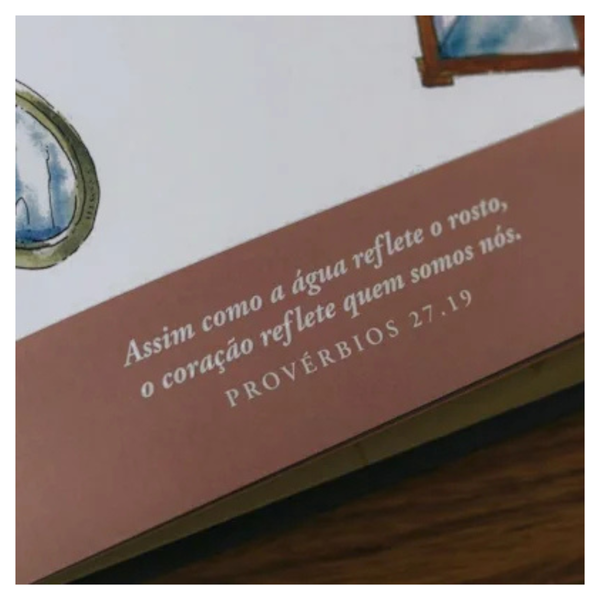 Assim como a água reflete o rosto,
o coração reflete quem somos nós.
PROVÉRBIOS 27.19